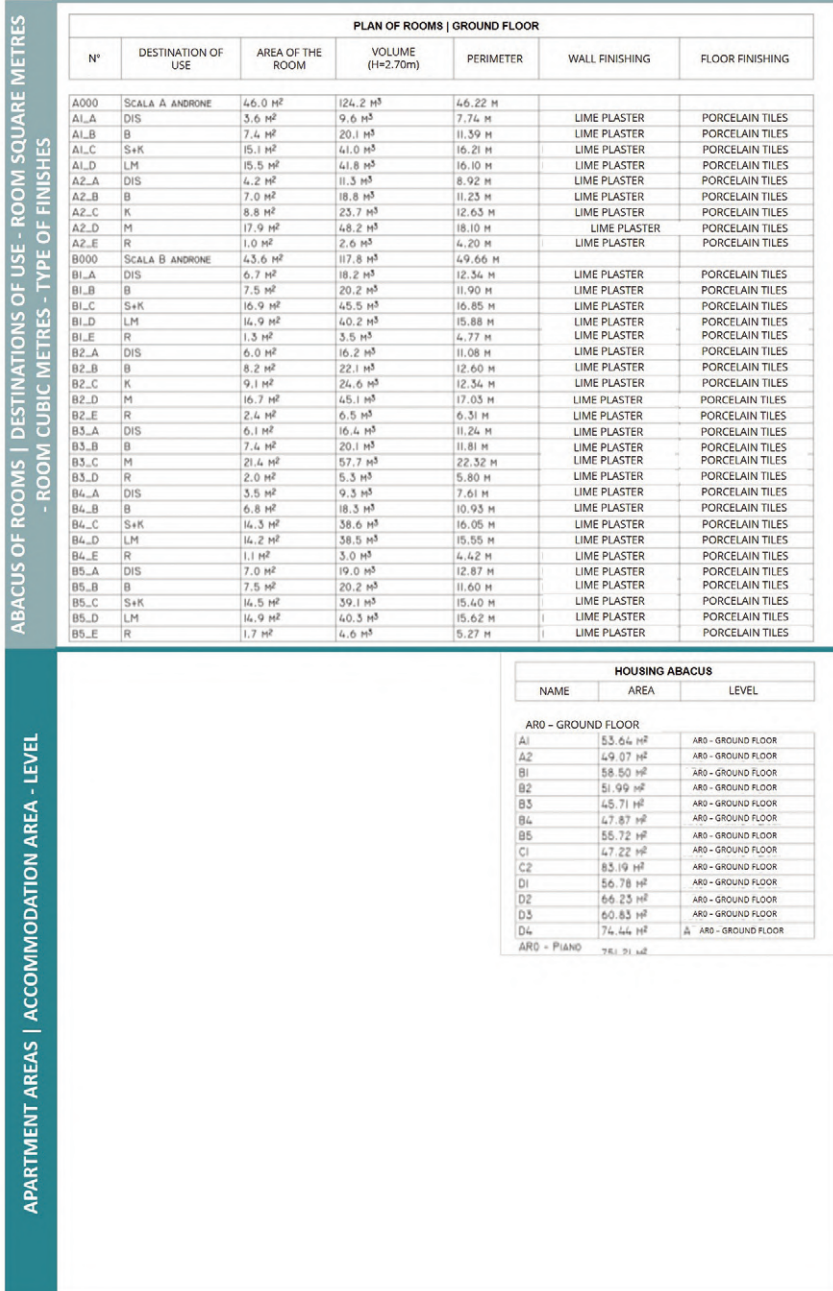 ABACUS OF ROOMS | DESTINATIONS OF USE - ROOM SQUARE METRES
- ROOM CUBIC METRES - TYPE OF FINISHES
PLAN OF ROOMS | GROUND FLOOR
N° DESTINATION OF USE AREA OF THE ROOM VOLUME (H=2.70m) PERIMETER WALL FINISHING FLOOR FINISHING
A000 SCALA A ANDRONE 46.0 M² 124.2 M³ 46.22 M
A1_A DIS 3.6 M² 9.6 M³ 7.74 M LIME PLASTER PORCELAIN TILES
A1_B B 7.4 M² 20.1 M³ 11.39 M LIME PLASTER PORCELAIN TILES
A1_C S+K 15.1 M² 41.0 M³ 16.21 M LIME PLASTER PORCELAIN TILES
A1_D LM 15.5 M² 41.8 M³ 16.10 M LIME PLASTER PORCELAIN TILES
A2_A DIS 4.2 M² 11.3 M³ 8.92 M LIME PLASTER PORCELAIN TILES
A2_B B 7.0 M² 18.8 M³ 11.23 M LIME PLASTER PORCELAIN TILES
A2_C K 8.8 M² 23.7 M³ 12.63 M LIME PLASTER PORCELAIN TILES
A2_D M 17.9 M² 48.2 M³ 18.10 M LIME PLASTER PORCELAIN TILES
A2_E R 1.0 M² 2.6 M³ 4.20 M LIME PLASTER PORCELAIN TILES
B000 SCALA B ANDRONE 43.6 M² 117.8 M³ 49.66 M
B1_A DIS 6.7 M² 18.2 M³ 12.34 M LIME PLASTER PORCELAIN TILES
B1_B B 7.5 M² 20.2 M³ 11.90 M LIME PLASTER PORCELAIN TILES
B1_C S+K 16.9 M² 45.5 M³ 16.85 M LIME PLASTER PORCELAIN TILES
B1_D LM 14.9 M² 40.2 M³ 15.88 M LIME PLASTER PORCELAIN TILES
B1_E R 1.3 M² 3.5 M³ 4.77 M LIME PLASTER PORCELAIN TILES
B2_A DIS 6.0 M² 16.2 M³ 11.08 M LIME PLASTER PORCELAIN TILES
B2_B B 8.2 M² 22.1 M³ 12.60 M LIME PLASTER PORCELAIN TILES
B2_C K 9.1 M² 24.6 M³ 12.34 M LIME PLASTER PORCELAIN TILES
B2_D M 16.7 M² 45.1 M³ 17.03 M LIME PLASTER PORCELAIN TILES
B2_E R 2.4 M² 6.5 M³ 6.31 M LIME PLASTER PORCELAIN TILES
B3_A DIS 6.1 M² 16.4 M³ 11.24 M LIME PLASTER PORCELAIN TILES
B3_B B 7.4 M² 20.1 M³ 11.81 M LIME PLASTER PORCELAIN TILES
B3_C M 21.4 M² 57.7 M³ 22.32 M LIME PLASTER PORCELAIN TILES
B3_D R 2.0 M² 5.3 M³ 5.80 M LIME PLASTER PORCELAIN TILES
B4_A DIS 3.5 M² 9.3 M³ 7.61 M LIME PLASTER PORCELAIN TILES
B4_B B 6.8 M² 18.3 M³ 10.93 M LIME PLASTER PORCELAIN TILES
B4_C S+K 14.3 M² 38.6 M³ 16.05 M LIME PLASTER PORCELAIN TILES
B4_D LM 14.2 M² 38.5 M³ 15.55 M LIME PLASTER PORCELAIN TILES
B4_E R 1.1 M² 3.0 M³ 4.42 M LIME PLASTER PORCELAIN TILES
B5_A DIS 7.0 M² 19.0 M³ 12.87 M LIME PLASTER PORCELAIN TILES
B5_B B 7.5 M² 20.2 M³ 11.60 M LIME PLASTER PORCELAIN TILES
B5_C S+K 14.5 M² 39.1 M³ 15.40 M LIME PLASTER PORCELAIN TILES
B5_D LM 14.9 M² 40.3 M³ 15.62 M LIME PLASTER PORCELAIN TILES
B5_E R 1.7 M² 4.6 M³ 5.27 M LIME PLASTER PORCELAIN TILES
APARTMENT AREAS | ACCOMMODATION AREA - LEVEL
HOUSING ABACUS
NAME AREA LEVEL
AR0 – GROUND FLOOR
A1 53.64 M² AR0 – GROUND FLOOR
A2 49.07 M² AR0 – GROUND FLOOR
B1 58.50 M² AR0 – GROUND FLOOR
B2 51.99 M² AR0 – GROUND FLOOR
B3 45.71 M² AR0 – GROUND FLOOR
B4 47.87 M² AR0 – GROUND FLOOR
B5 55.72 M² AR0 – GROUND FLOOR
C1 47.22 M² AR0 – GROUND FLOOR
C2 83.19 M² AR0 – GROUND FLOOR
D1 56.78 M² AR0 – GROUND FLOOR
D2 66.23 M² AR0 – GROUND FLOOR
D3 60.83 M² AR0 – GROUND FLOOR
D4 74.44 M² A AR0 – GROUND FLOOR
AR0 - PIANO